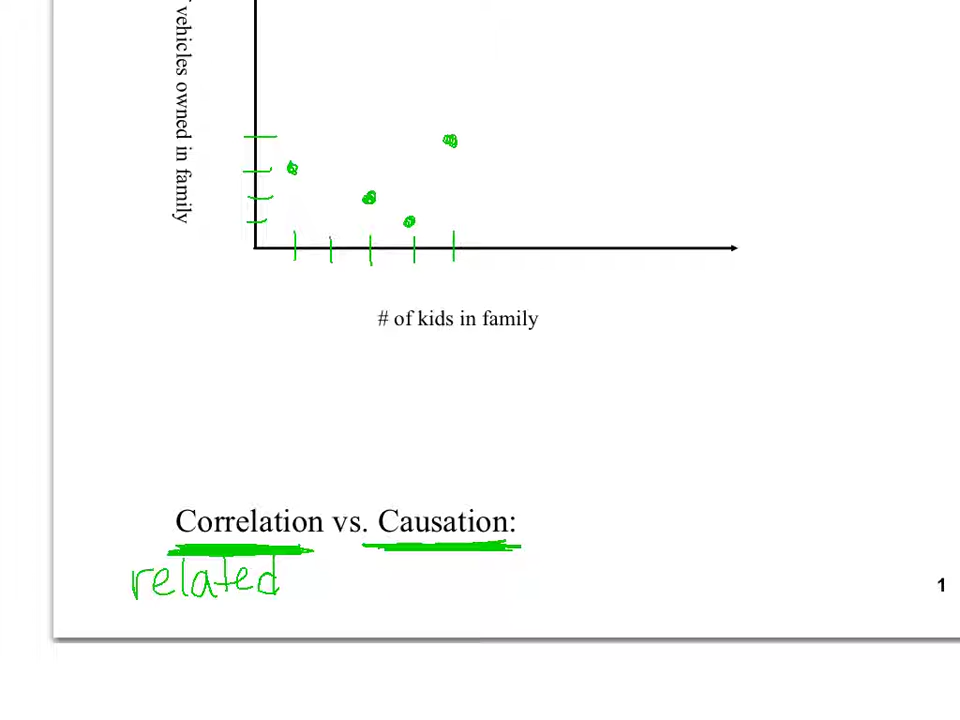 vehicles owned in family
# of kids in family
Correlation vs. Causation:
related
1